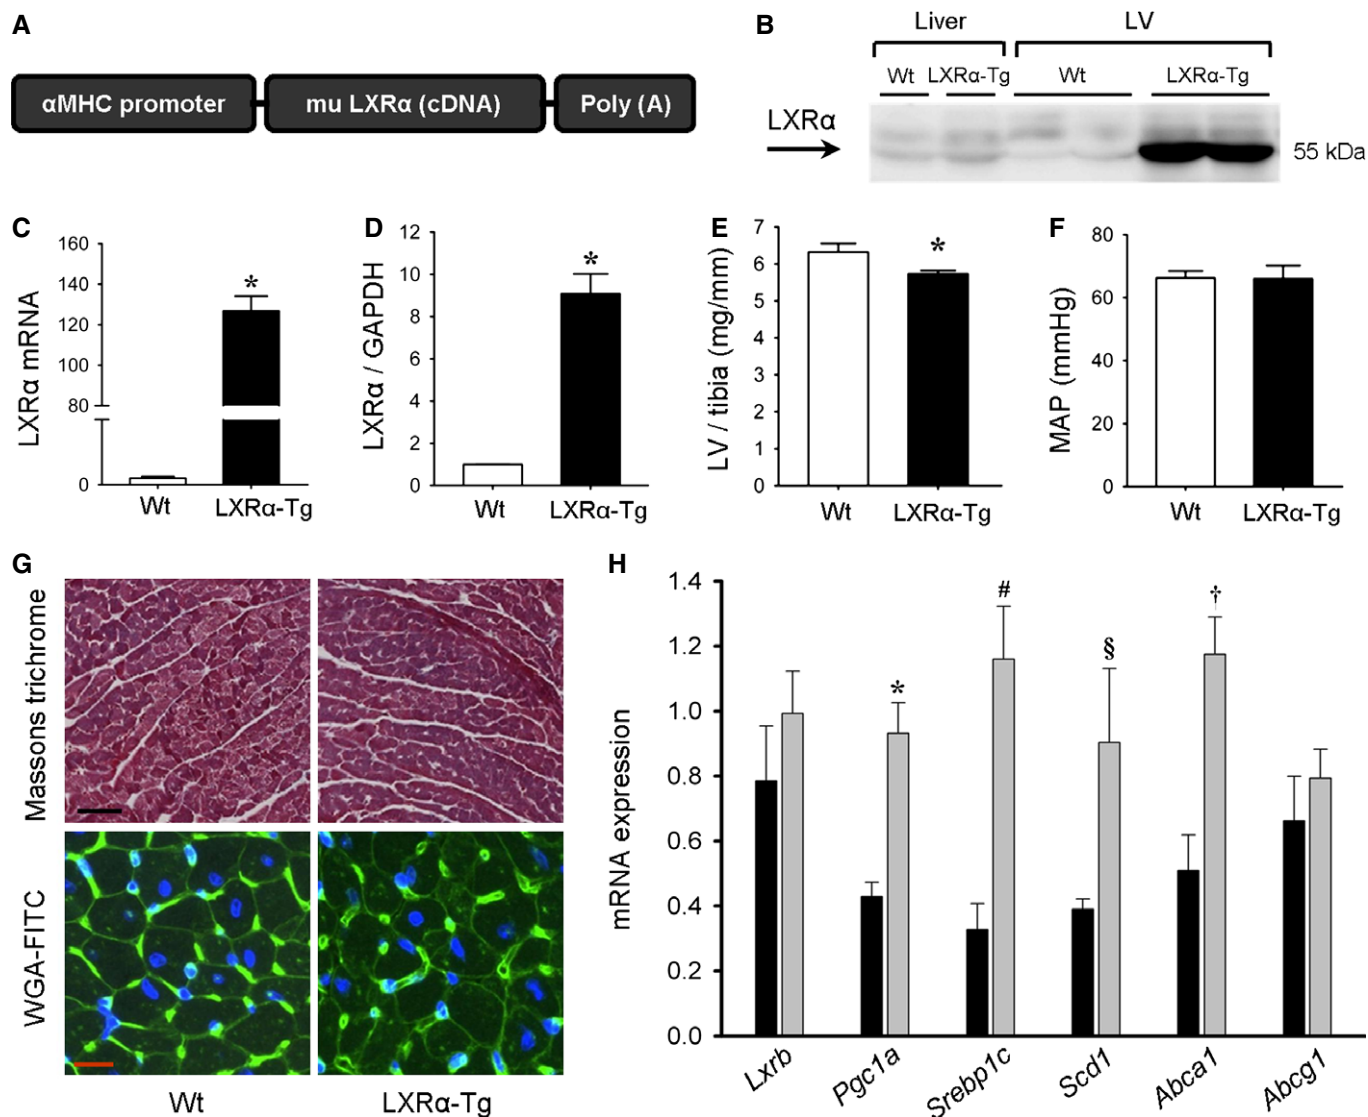 A
αMHC promoter
mu LXRα (cDNA)
Poly (A)
B
Liver
LV
Wt
LXRα-Tg
Wt
LXRα-Tg
LXRα
55 kDa
C
LXRα mRNA
160
140
120
100
80
0
*
Wt
LXRα-Tg
D
LXRα / GAPDH
12
10
8
6
4
2
0
*
Wt
LXRα-Tg
E
LV / tibia (mg/mm)
7
6
5
4
3
2
1
0
*
Wt
LXRα-Tg
F
MAP (mmHg)
80
60
40
20
0
Wt
LXRα-Tg
G
Massons trichrome
WGA-FITC
Wt
LXRα-Tg
H
mRNA expression
1.4
1.2
1.0
0.8
0.6
0.4
0.2
0.0
*
#
§
†
Lxrb
Pgc1a
Srebp1c
Scd1
Abca1
Abcg1